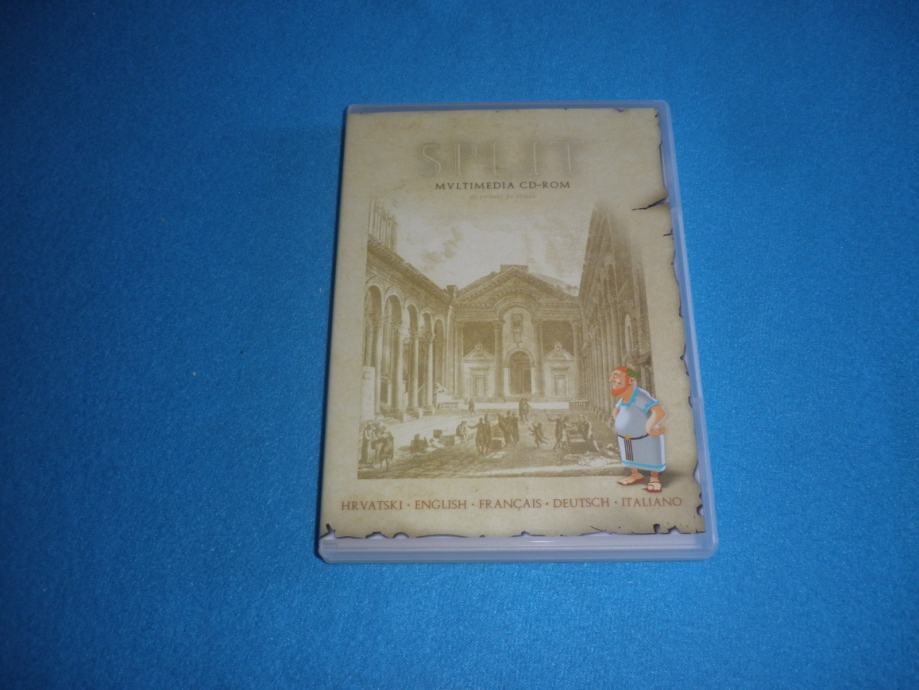 SPLIT
MVLTIMEDIA CD-ROM
HRVATSKI • ENGLISH • FRANÇAIS • DEUTSCH • ITALIANO